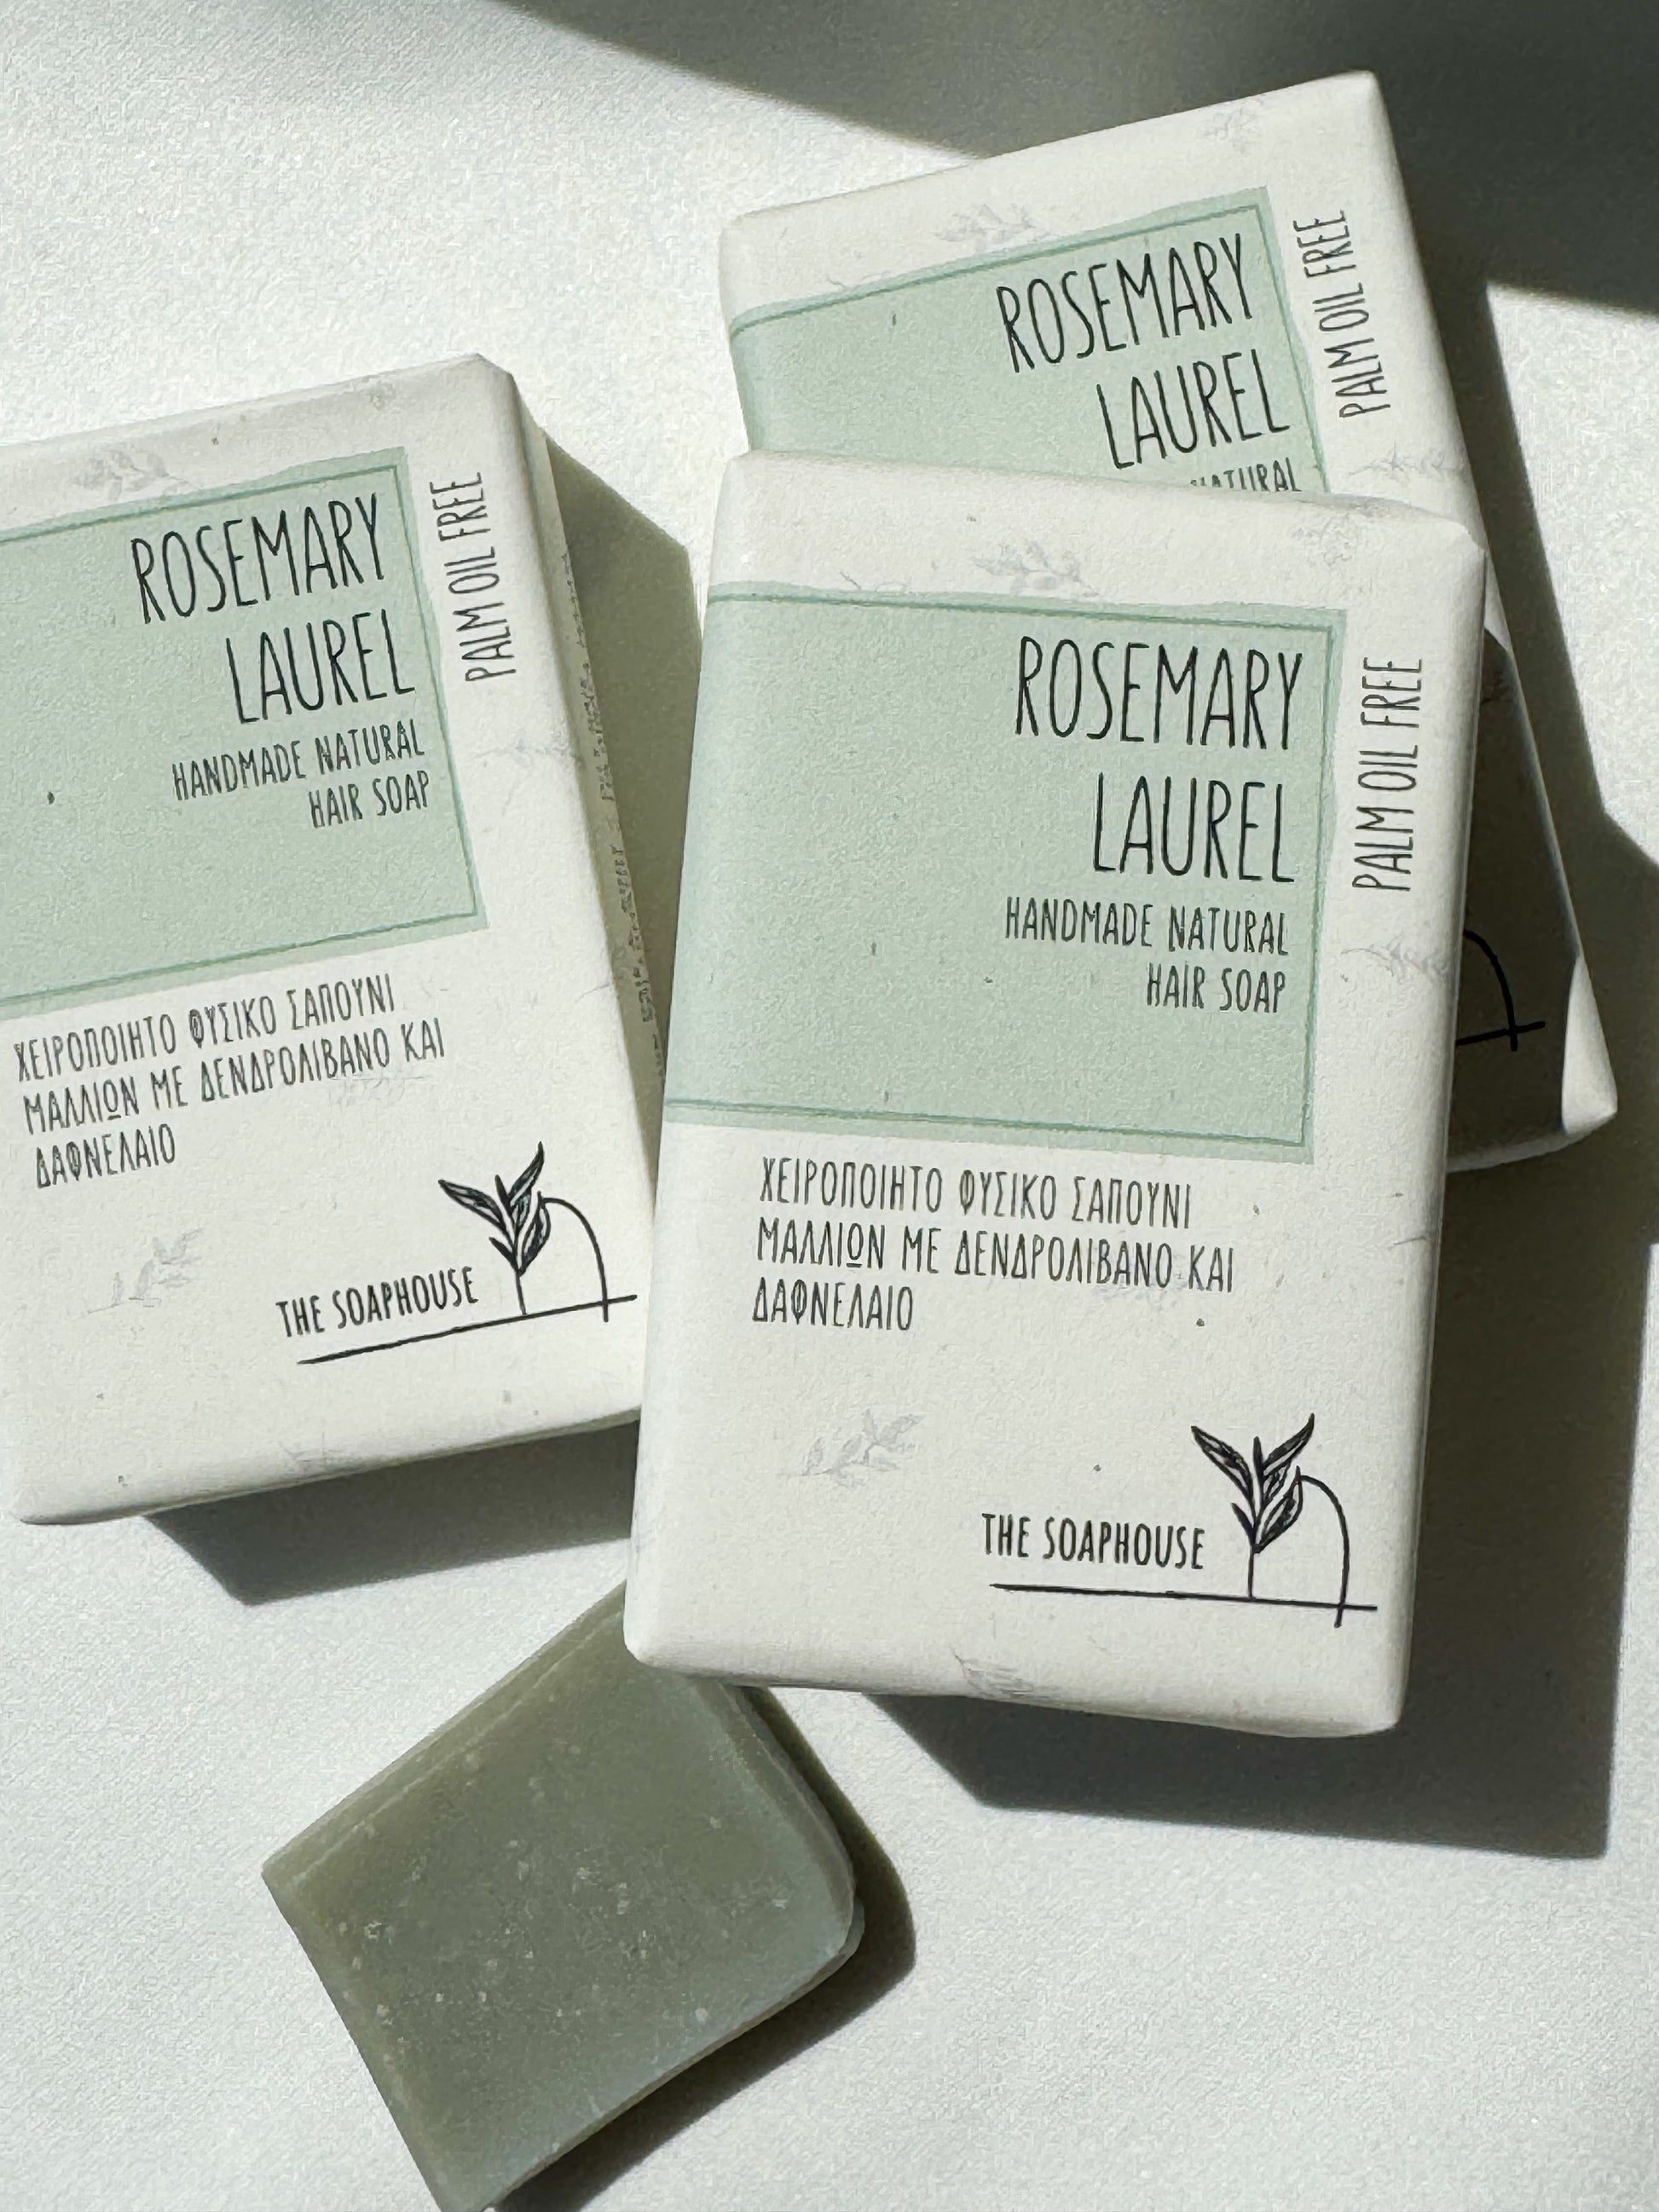 ROSEMARY
LAUREL
NATURAL
PALM OIL FREE
ROSEMARY
LAUREL
HANDMADE NATURAL
HAIR SOAP
PALM OIL FREE
ΧΕΙΡΟΠΟΙΗΤΟ ΦΥΣΙΚΟ ΣΑΠΟΥΝΙ
ΜΑΛΛΙΩΝ ΜΕ ΔΕΝΔΡΟΛΙΒΑΝΟ ΚΑΙ
ΔΑΦΝΕΛΑΙΟ
THE SOAPHOUSE
ROSEMARY
LAUREL
HANDMADE NATURAL
HAIR SOAP
PALM OIL FREE
ΧΕΙΡΟΠΟΙΗΤΟ ΦΥΣΙΚΟ ΣΑΠΟΥΝΙ
ΜΑΛΛΙΩΝ ΜΕ ΔΕΝΔΡΟΛΙΒΑΝΟ ΚΑΙ
ΔΑΦΝΕΛΑΙΟ
THE SOAPHOUSE